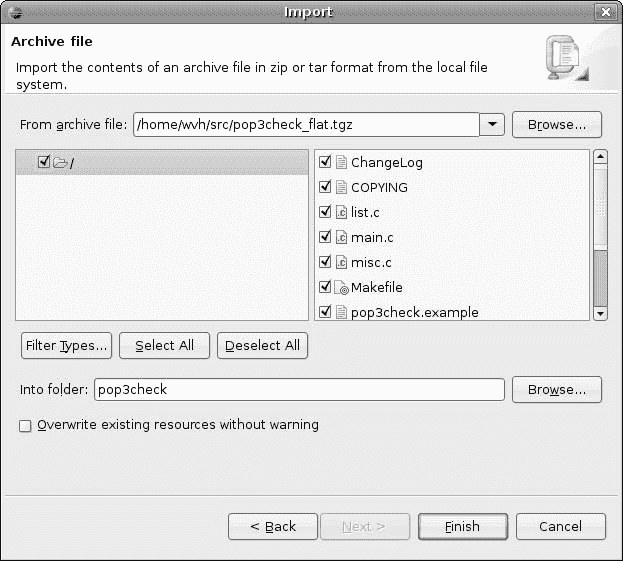 Import
Archive file
Import the contents of an archive file in zip or tar format from the local file
system.
From archive file: /home/wvh/src/pop3check_flat.tgz Browse...
/
ChangeLog
COPYING
list.c
main.c
misc.c
Makefile
pop3check.example
Filter Types... Select All Deselect All
Into folder: pop3check Browse...
Overwrite existing resources without warning
< Back Next > Finish Cancel